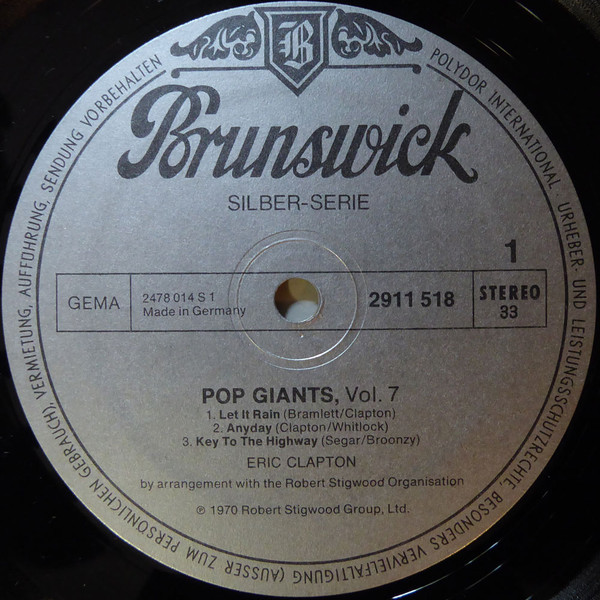 B
Brunswick
SILBER-SERIE
1
GEMA
2478 014 S 1
Made in Germany
2911 518
STEREO
33
POP GIANTS, Vol. 7
1. Let It Rain (Bramlett/Clapton)
2. Anyday (Clapton/Whitlock)
3. Key To The Highway (Segar/Broonzy)
ERIC CLAPTON
by arrangement with the Robert Stigwood Organisation
℗ 1970 Robert Stigwood Group, Ltd.
POLYDOR INTERNATIONAL · URHEBER- UND LEISTUNGSSCHUTZRECHTE, BESONDERS VERVIELFÄLTIGUNG (AUSSER ZUM PERSÖNLICHEN GEBRAUCH), VERMIETUNG, AUFFÜHRUNG, SENDUNG VORBEHALTEN